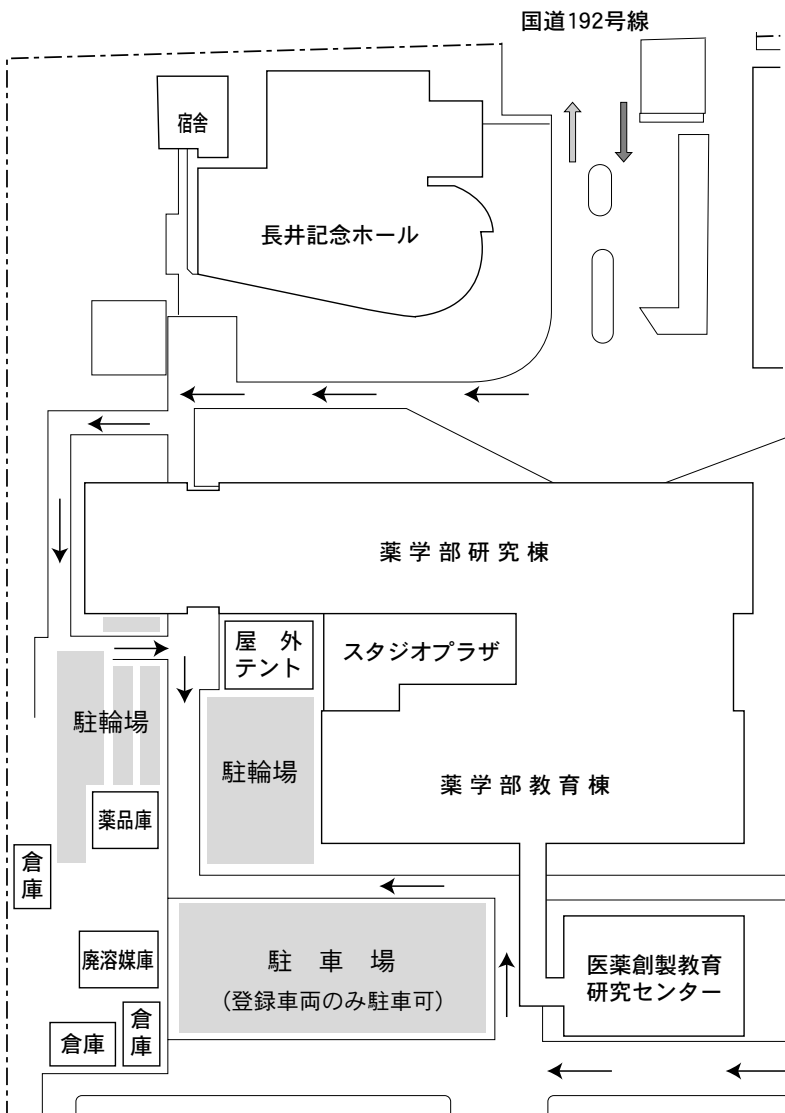 国道192号線
宿舎
長井記念ホール
薬学部研究棟
屋 外
テント
スタジオプラザ
駐輪場
駐輪場
薬学部教育棟
薬品庫
倉
庫
廃溶媒庫
駐 車 場
(登録車両のみ駐車可)
医薬創製教育
研究センター
倉庫
倉
庫